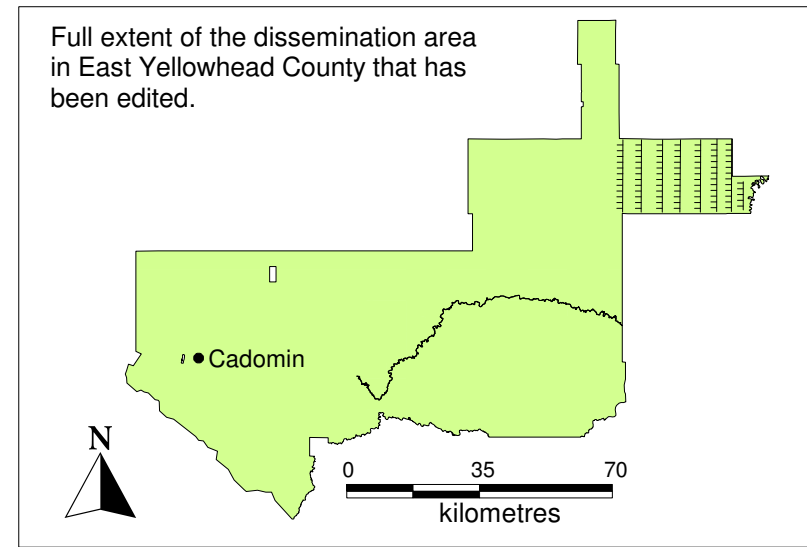 Full extent of the dissemination area
in East Yellowhead County that has
been edited.
Cadomin
N
0 35 70
kilometres